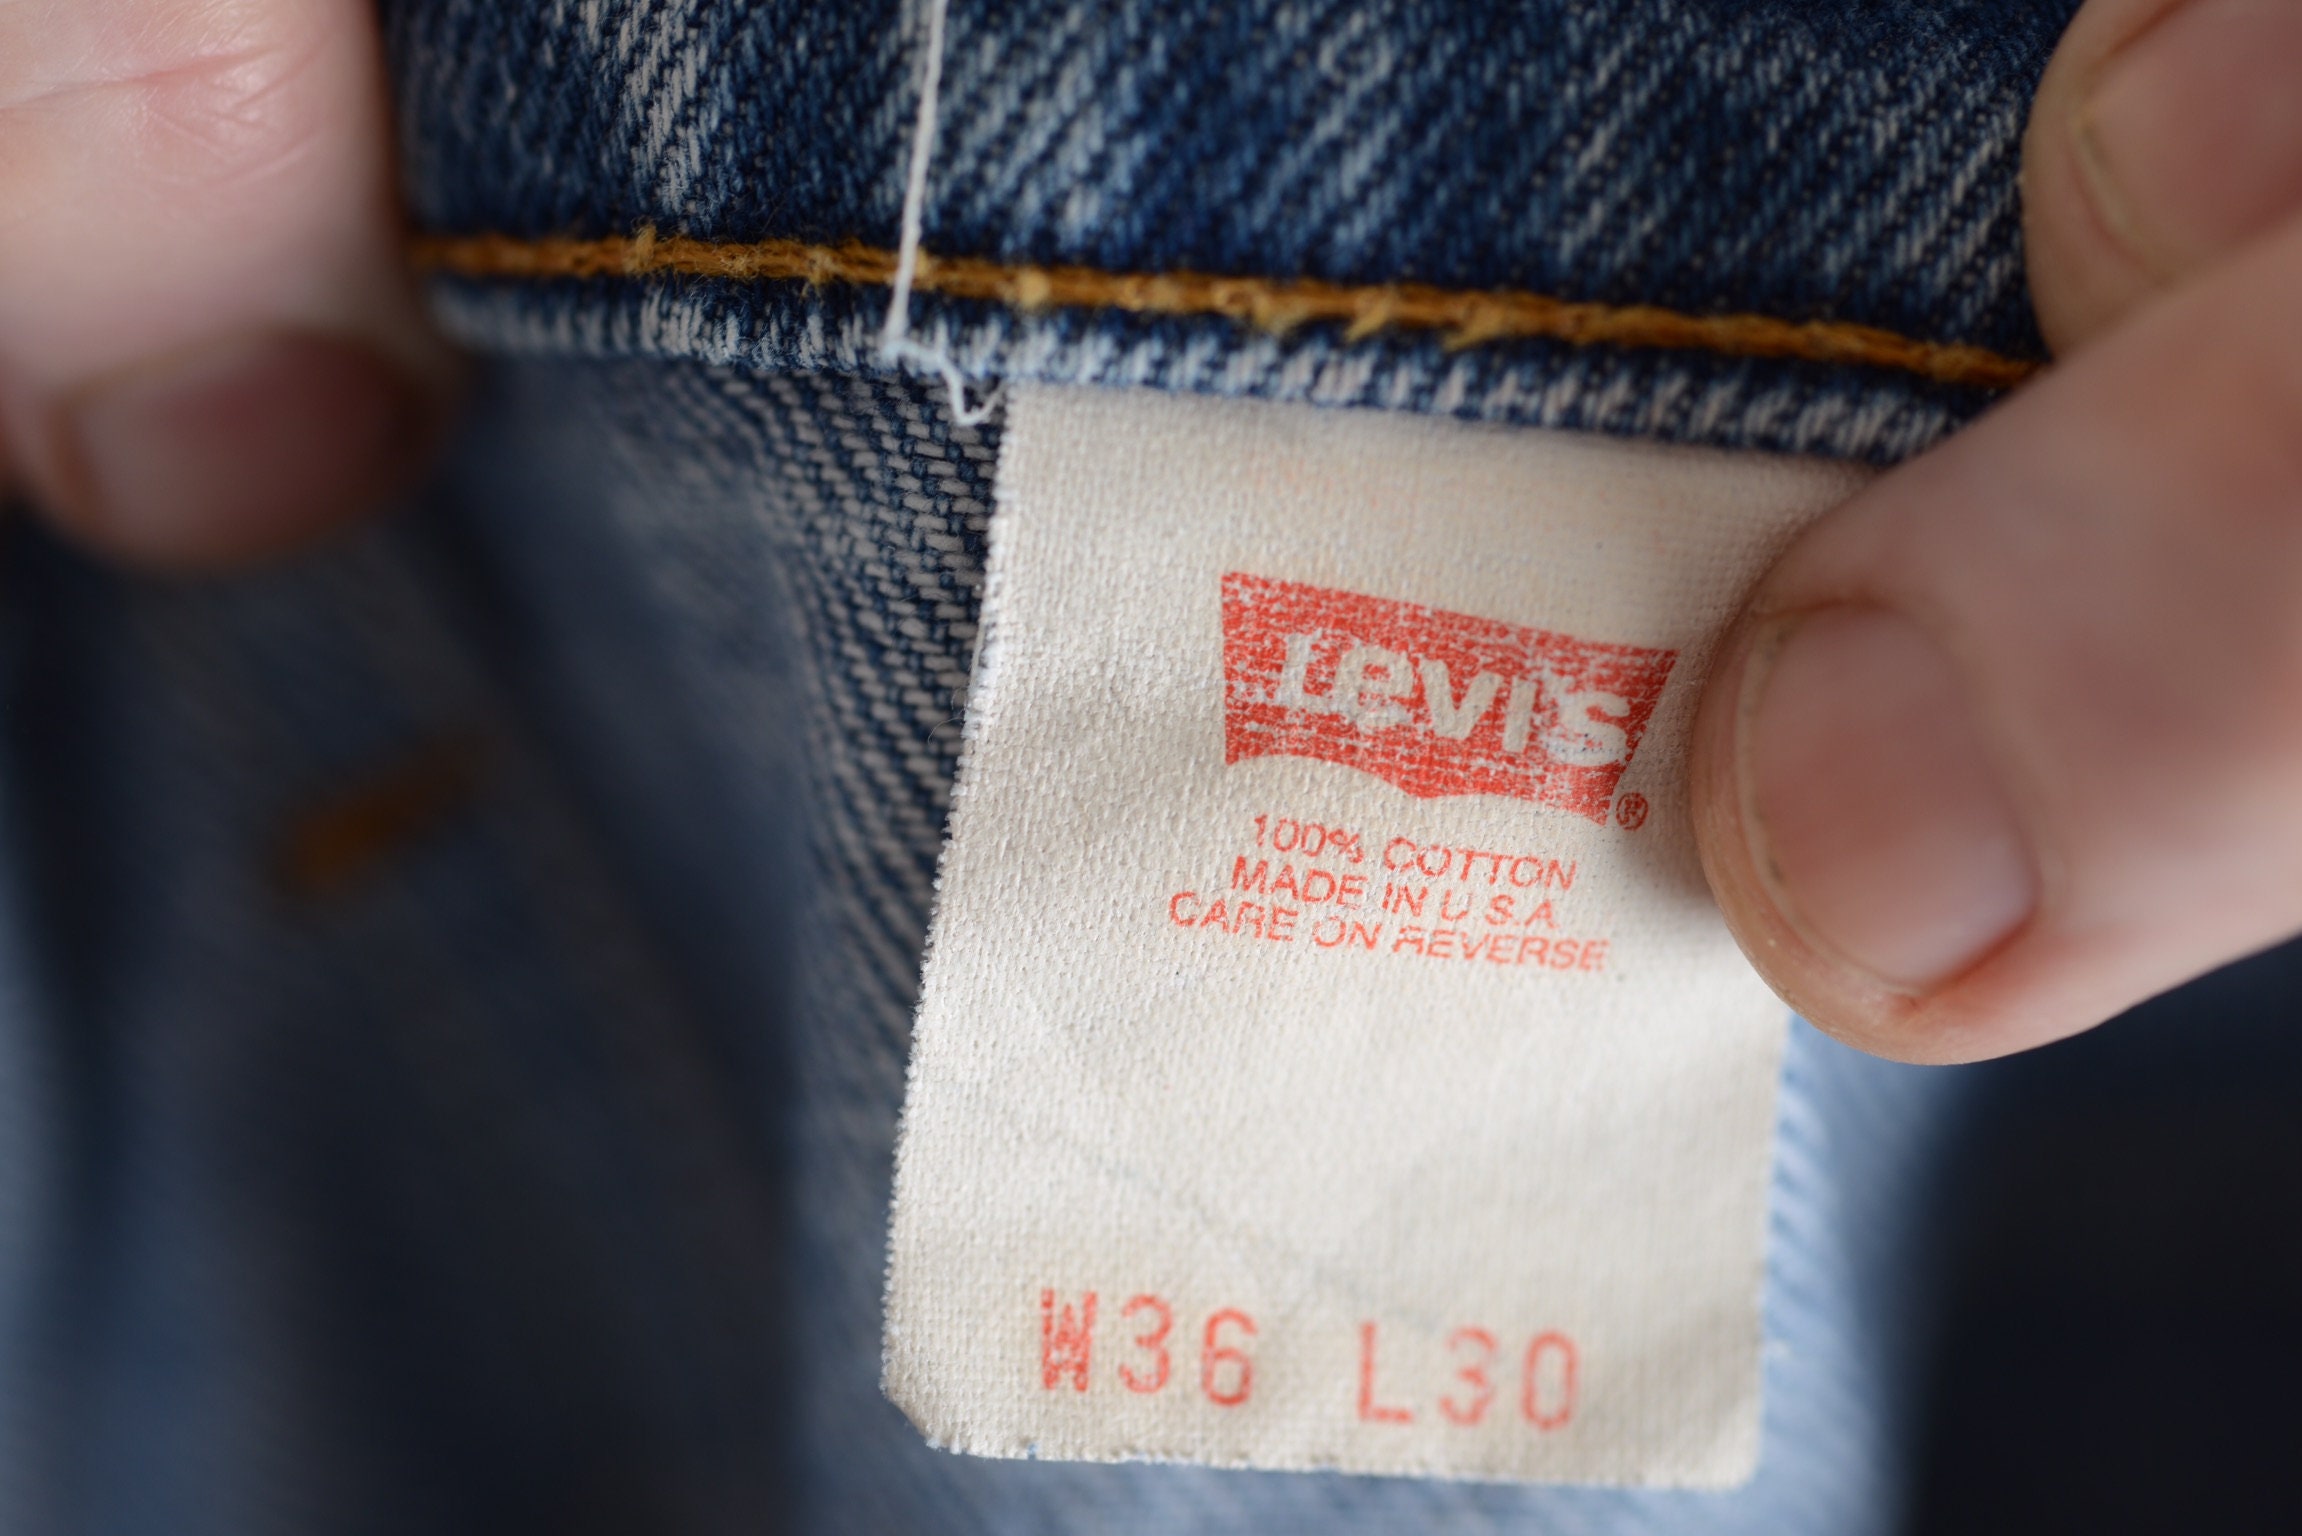 Levi's
®
100% COTTON
MADE IN U.S.A.
CARE ON REVERSE
W36 L30